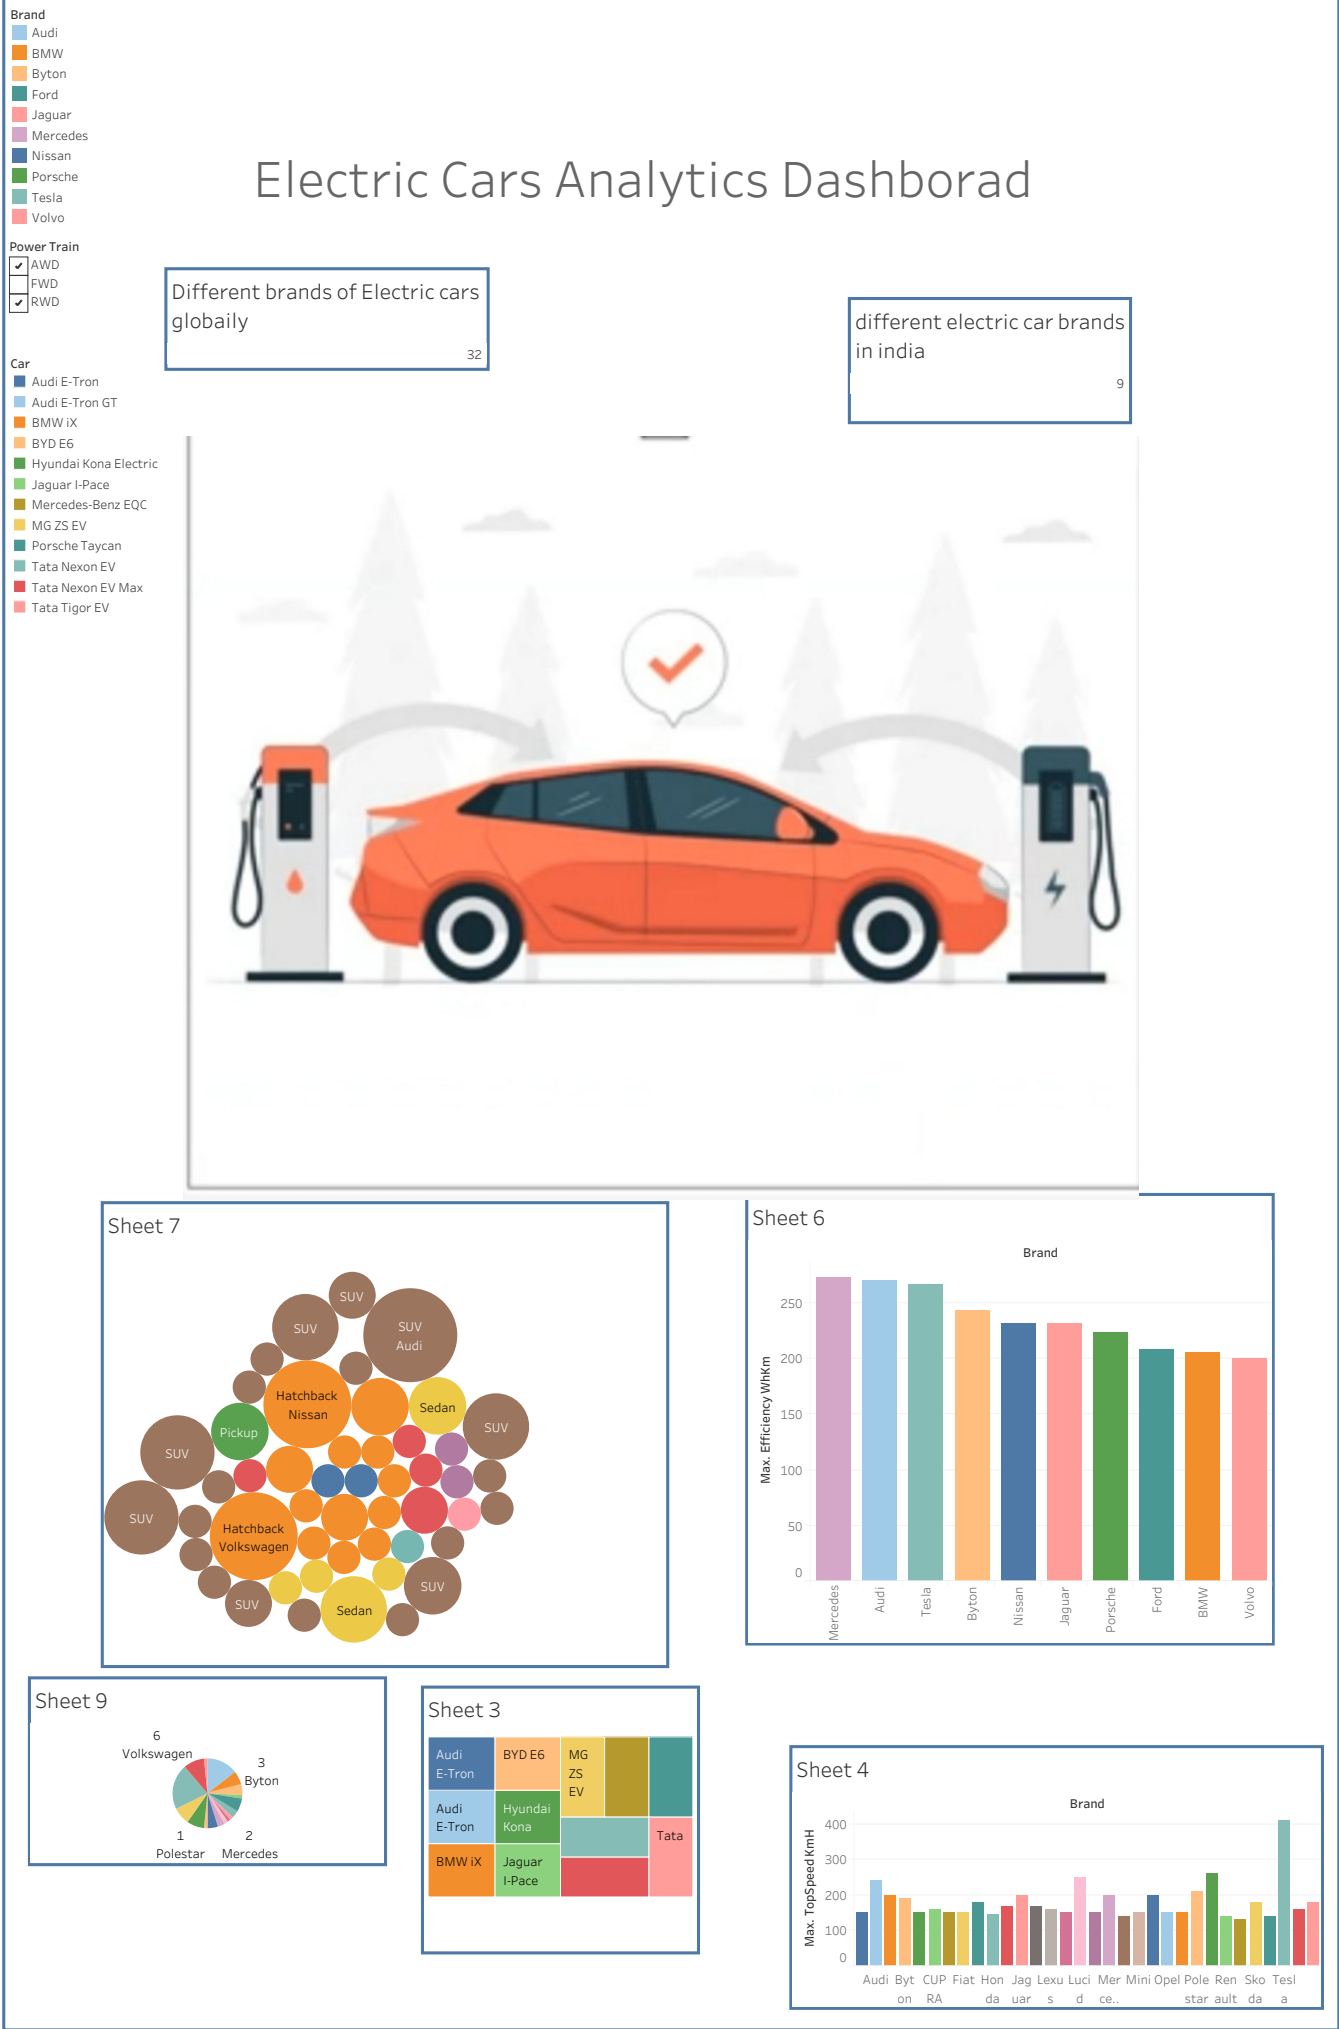 Brand
Audi
BMW
Byton
Ford
Jaguar
Mercedes
Nissan
Porsche
Tesla
Volvo
Power Train
AWD
FWD
RWD
Car
Audi E-Tron
Audi E-Tron GT
BMW iX
BYD E6
Hyundai Kona Electric
Jaguar I-Pace
Mercedes-Benz EQC
MG ZS EV
Porsche Taycan
Tata Nexon EV
Tata Nexon EV Max
Tata Tigor EV
Electric Cars Analytics Dashborad
Different brands of Electric cars
globaily
32
different electric car brands
in india
9
Sheet 7
SUV
SUV
SUV
Audi
Hatchback
Nissan
Sedan
SUV
Pickup
SUV
SUV
Hatchback
Volkswagen
SUV
SUV
Sedan
Sheet 6
Brand
Max. Efficiency WhKm
250
200
150
100
50
0
Mercedes
Audi
Tesla
Byton
Nissan
Jaguar
Porsche
Ford
BMW
Volvo
Sheet 9
6
Volkswagen
3
Byton
1
Polestar
2
Mercedes
Sheet 3
Audi
E-Tron
BYD E6
MG
ZS
EV
Audi
E-Tron
Hyundai
Kona
Tata
BMW iX
Jaguar
I-Pace
Sheet 4
Brand
Max. TopSpeed KmH
400
300
200
100
0
Audi
Byt
on
CUP
RA
Fiat
Hon
da
Jag
uar
Lexu
s
Luci
d
Mer
ce..
Mini
Opel
Pole
star
Ren
ault
Sko
da
Tesl
a